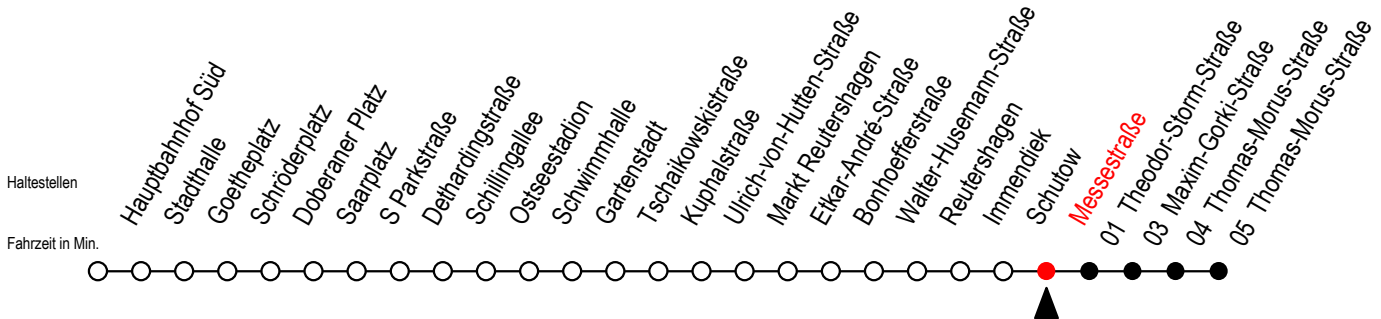 Haltestellen
Hauptbahnhof Süd
Stadthalle
Goetheplatz
Schröderplatz
Doberaner Platz
Saarplatz
S Parkstraße
Dethardingstraße
Schillingallee
Ostseestadion
Schwimmhalle
Gartenstadt
Tschaikowskistraße
Kuphalstraße
Ulrich-von-Hutten-Straße
Markt Reutershagen
Etkar-André-Straße
Bonhoefferstraße
Walter-Husemann-Straße
Reutershagen
Immendiek
Schutow
Messestraße
01 Theodor-Storm-Straße
03 Maxim-Gorki-Straße
04 Thomas-Morus-Straße
05 Thomas-Morus-Straße
Fahrzeit in Min.